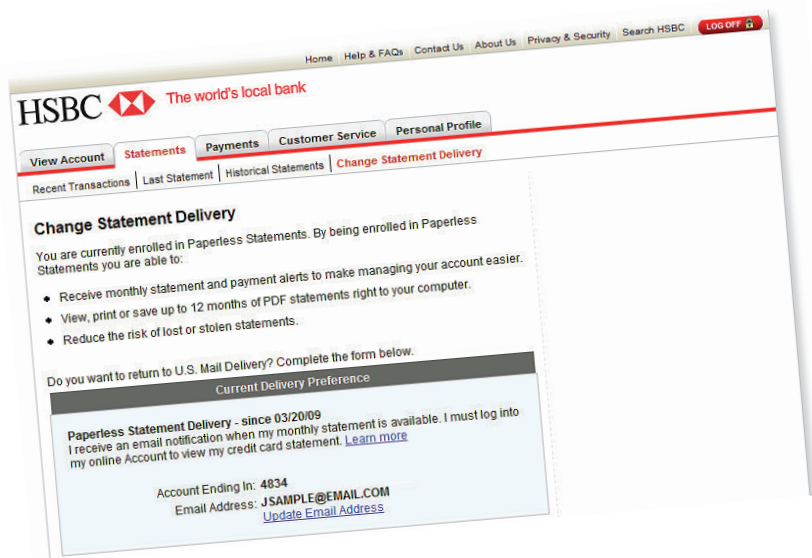 Home Help & FAQs Contact Us About Us Privacy & Security Search HSBC LOG OFF
HSBC The world's local bank
View Account Statements Payments Customer Service Personal Profile
Recent Transactions | Last Statement | Historical Statements | Change Statement Delivery
Change Statement Delivery
You are currently enrolled in Paperless Statements. By being enrolled in Paperless
Statements you are able to:
• Receive monthly statement and payment alerts to make managing your account easier.
• View, print or save up to 12 months of PDF statements right to your computer.
• Reduce the risk of lost or stolen statements.
Do you want to return to U.S. Mail Delivery? Complete the form below.
Current Delivery Preference
Paperless Statement Delivery - since 03/20/09
I receive an email notification when my monthly statement is available. I must log into
my online Account to view my credit card statement. Learn more
Account Ending In: 4834
Email Address: JSAMPLE@EMAIL.COM
Update Email Address